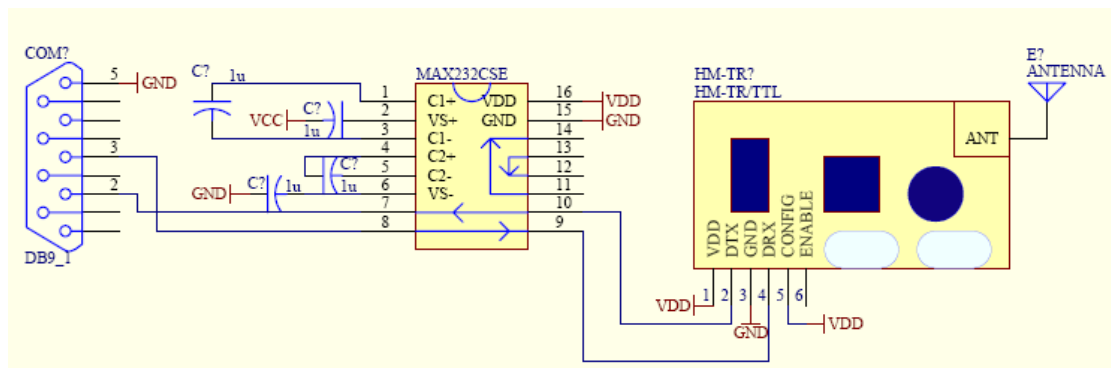 COM?
5
GND
3
2
DB9_1
C?
1u
VCC
C?
1u
C?
1u
GND
C?
1u
MAX232CSE
1
2
3
4
5
6
7
8
C1+
VS+
C1-
C2+
C2-
VS-
VDD
GND
16
15
14
13
12
11
10
9
VDD
GND
HM-TR?
HM-TR/TTL
E?
ANTENNA
ANT
VDD
DTX
GND
DRX
CONFIG
ENABLE
1
2
3
4
5
6
VDD
GND
VDD